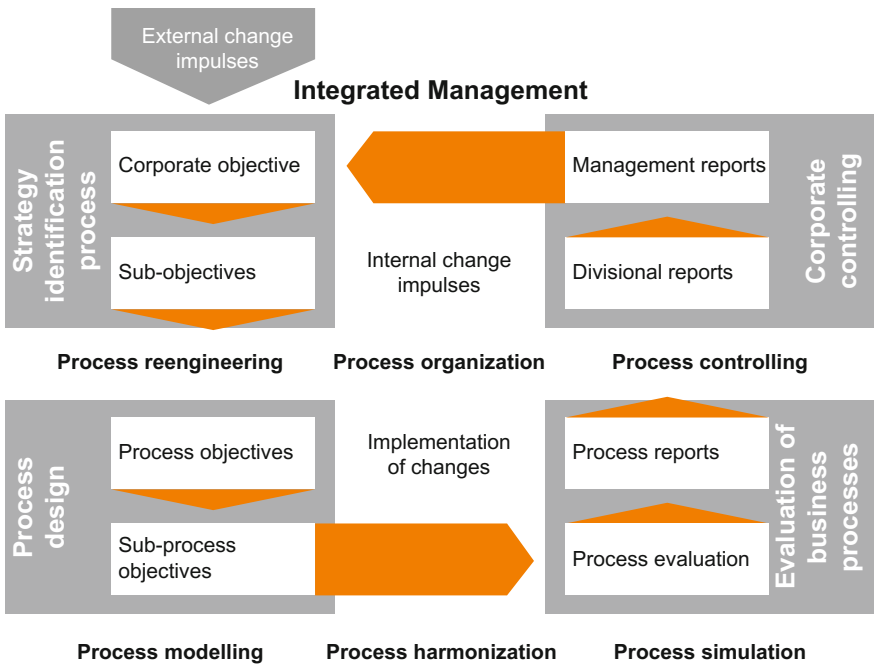 External change
impulses
Integrated Management
Strategy
identification
process
Corporate objective
Sub-objectives
Internal change
impulses
Management reports
Divisional reports
Corporate
controlling
Process reengineering
Process organization
Process controlling
Process
design
Process objectives
Sub-process
objectives
Implementation
of changes
Process reports
Process evaluation
Evaluation of
business
processes
Process modelling
Process harmonization
Process simulation